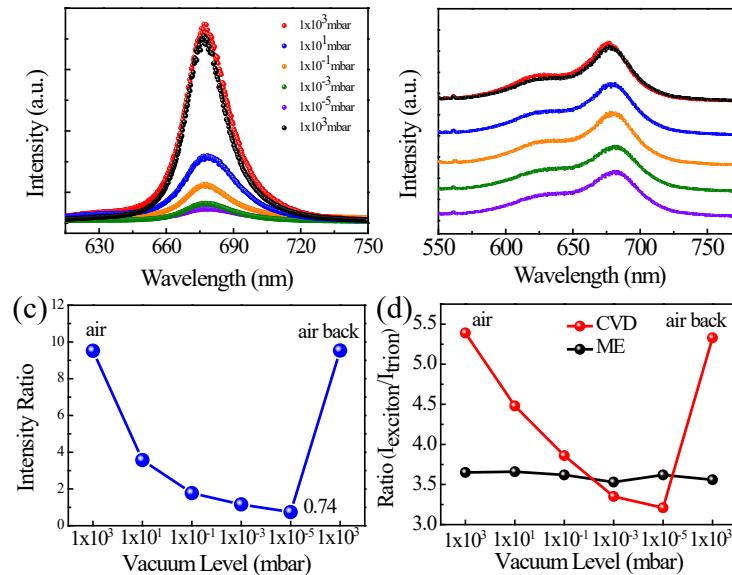 1x10³mbar
1x10¹mbar
1x10⁻¹mbar
1x10⁻³mbar
1x10⁻⁵mbar
1x10³mbar
Intensity (a.u.)
630 660 690 720 750
Wavelength (nm)
Intensity (a.u.)
550 600 650 700 750
Wavelength (nm)
(c)
12
10
8
6
4
2
0
Intensity Ratio
air
air back
0.74
1x10³ 1x10¹ 1x10⁻¹ 1x10⁻³ 1x10⁻⁵ 1x10³
Vacuum Level (mbar)
(d)
5.5
5.0
4.5
4.0
3.5
3.0
Ratio (Iexciton/Itrion)
air
CVD
ME
air back
1x10³ 1x10¹ 1x10⁻¹ 1x10⁻³ 1x10⁻⁵ 1x10³
Vacuum Level (mbar)